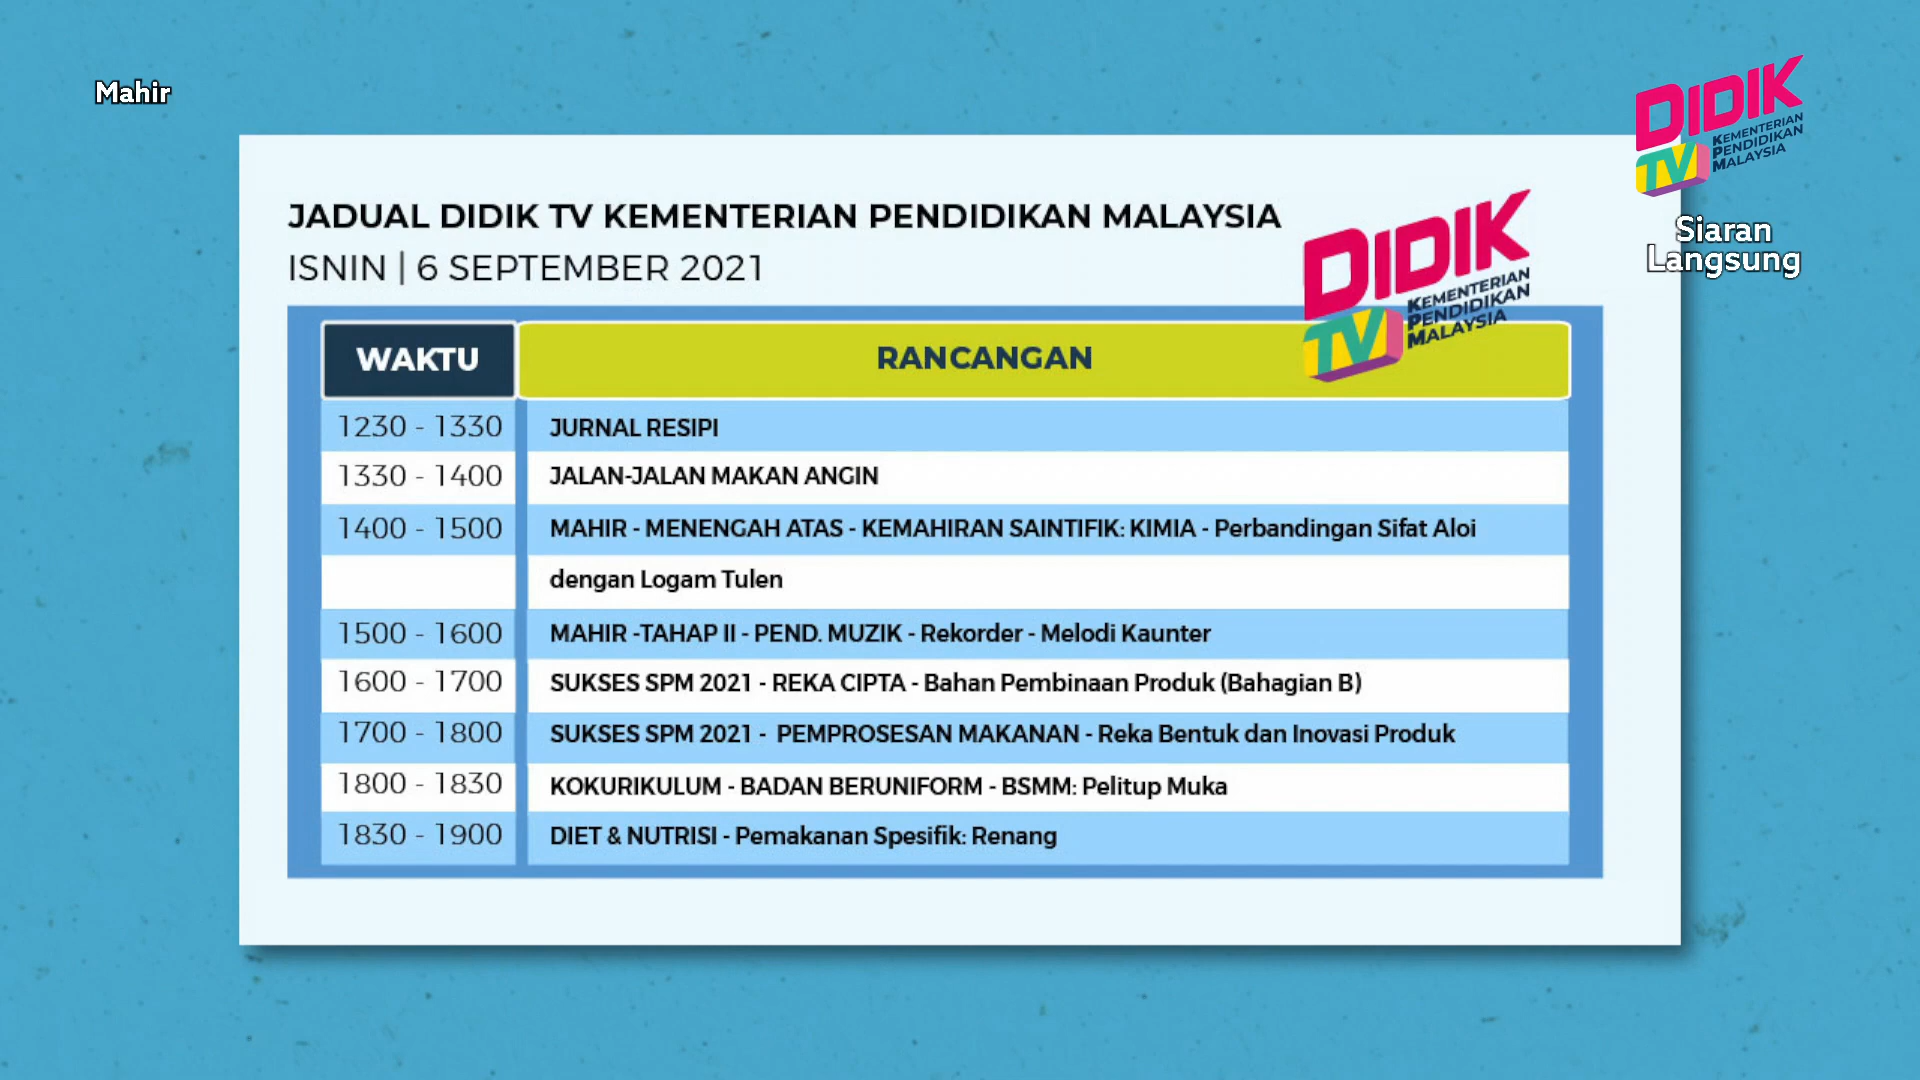 Mahir
DIDIK
TV
KEMENTERIAN
PENDIDIKAN
MALAYSIA
Siaran
Langsung
JADUAL DIDIK TV KEMENTERIAN PENDIDIKAN MALAYSIA
ISNIN | 6 SEPTEMBER 2021
DIDIK
TV
KEMENTERIAN
PENDIDIKAN
MALAYSIA
WAKTU RANCANGAN
1230 - 1330 JURNAL RESIPI
1330 - 1400 JALAN-JALAN MAKAN ANGIN
1400 - 1500 MAHIR - MENENGAH ATAS - KEMAHIRAN SAINTIFIK: KIMIA - Perbandingan Sifat Aloi
dengan Logam Tulen
1500 - 1600 MAHIR -TAHAP II - PEND. MUZIK - Rekorder - Melodi Kaunter
1600 - 1700 SUKSES SPM 2021 - REKA CIPTA - Bahan Pembinaan Produk (Bahagian B)
1700 - 1800 SUKSES SPM 2021 - PEMPROSESAN MAKANAN - Reka Bentuk dan Inovasi Produk
1800 - 1830 KOKURIKULUM - BADAN BERUNIFORM - BSMM: Pelitup Muka
1830 - 1900 DIET & NUTRISI - Pemakanan Spesifik: Renang